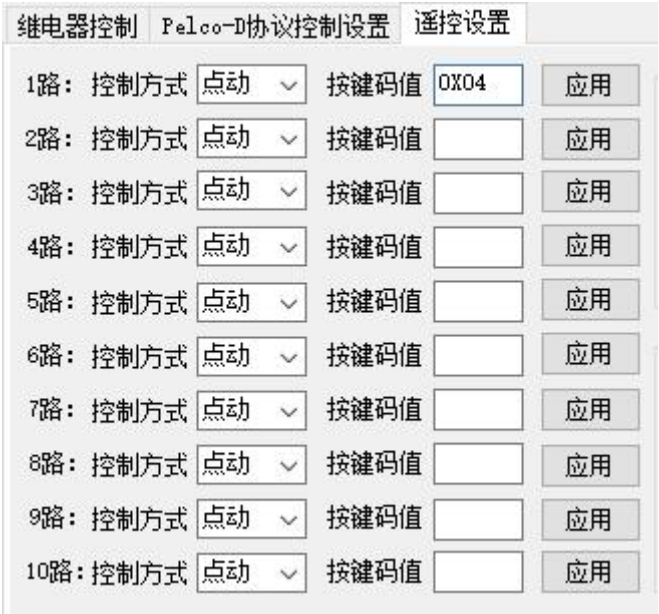 继电器控制 Pelco-D协议控制设置 遥控设置
1路: 控制方式 点动 按键码值 0X04 应用
2路: 控制方式 点动 按键码值 应用
3路: 控制方式 点动 按键码值 应用
4路: 控制方式 点动 按键码值 应用
5路: 控制方式 点动 按键码值 应用
6路: 控制方式 点动 按键码值 应用
7路: 控制方式 点动 按键码值 应用
8路: 控制方式 点动 按键码值 应用
9路: 控制方式 点动 按键码值 应用
10路: 控制方式 点动 按键码值 应用